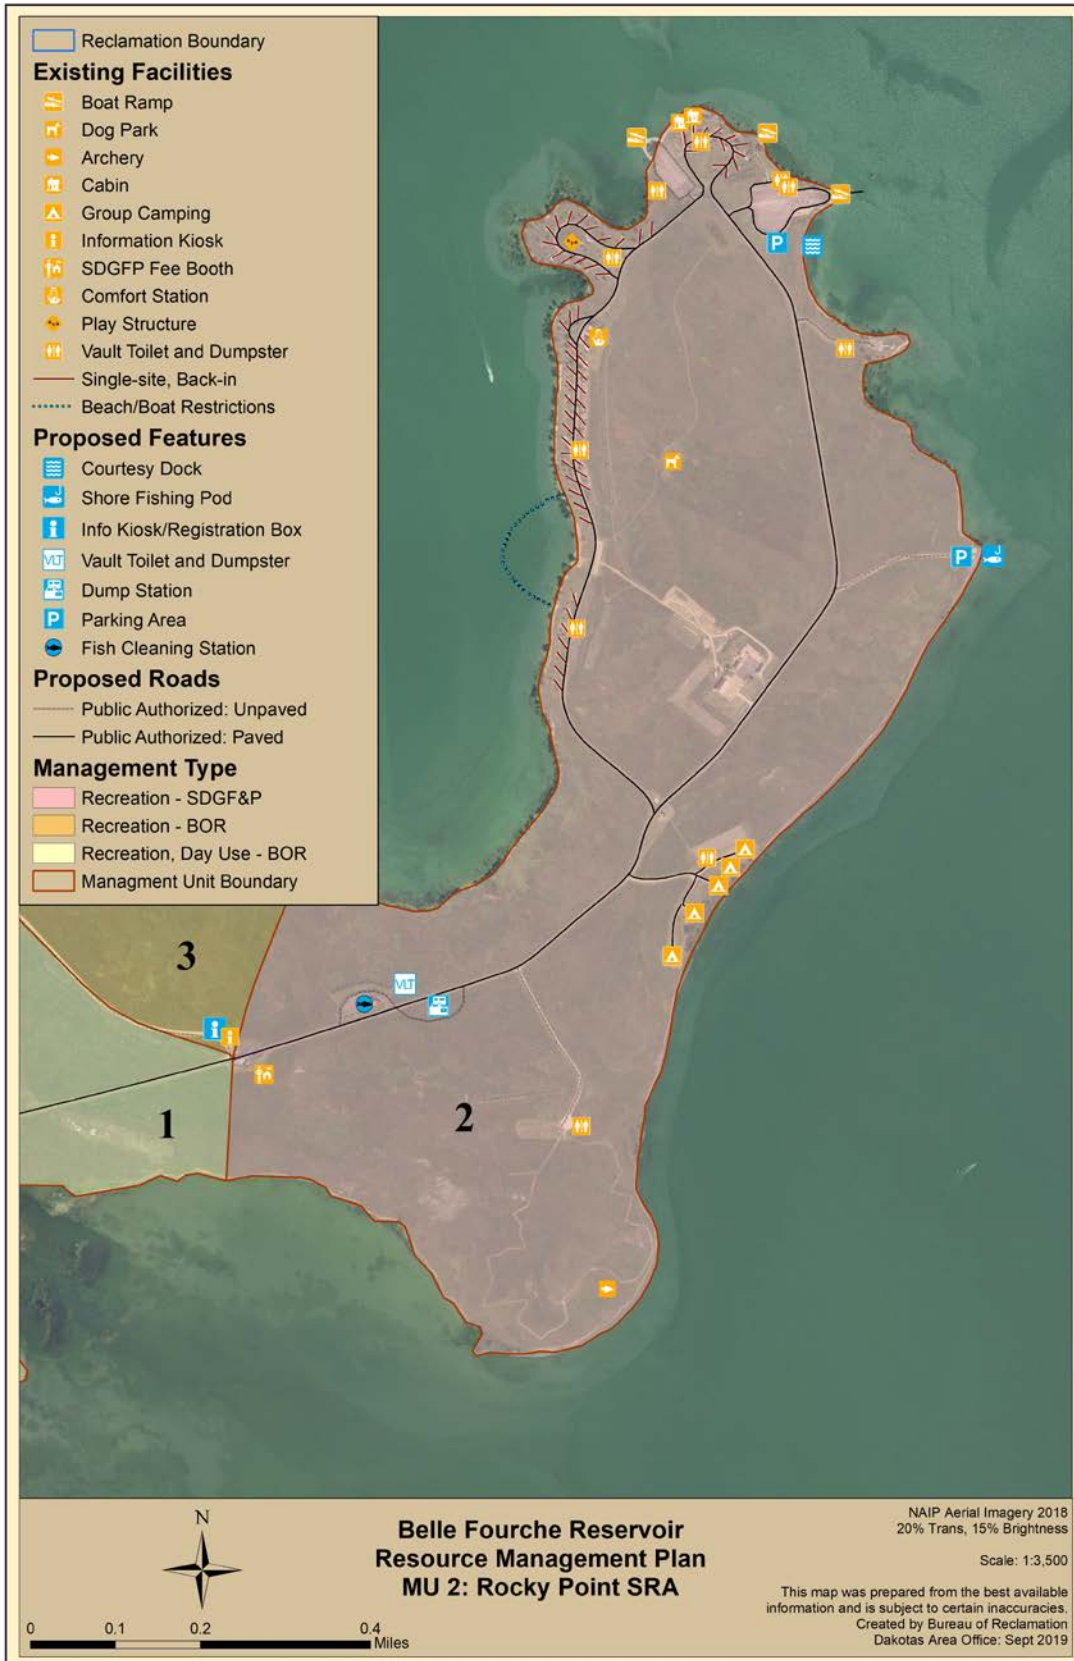 Reclamation Boundary
Existing Facilities
Boat Ramp
Dog Park
Archery
Cabin
Group Camping
Information Kiosk
SDGFP Fee Booth
Comfort Station
Play Structure
Vault Toilet and Dumpster
Single-site, Back-in
Beach/Boat Restrictions
Proposed Features
Courtesy Dock
Shore Fishing Pod
Info Kiosk/Registration Box
VLT Vault Toilet and Dumpster
Dump Station
P Parking Area
Fish Cleaning Station
Proposed Roads
Public Authorized: Unpaved
Public Authorized: Paved
Management Type
Recreation - SDGF&P
Recreation - BOR
Recreation, Day Use - BOR
Managment Unit Boundary
P
P
3
VLT
1
2
N
Belle Fourche Reservoir
Resource Management Plan
MU 2: Rocky Point SRA
0 0.1 0.2 0.4
Miles
NAIP Aerial Imagery 2018
20% Trans, 15% Brightness
Scale: 1:3,500
This map was prepared from the best available
information and is subject to certain inaccuracies.
Created by Bureau of Reclamation
Dakotas Area Office: Sept 2019